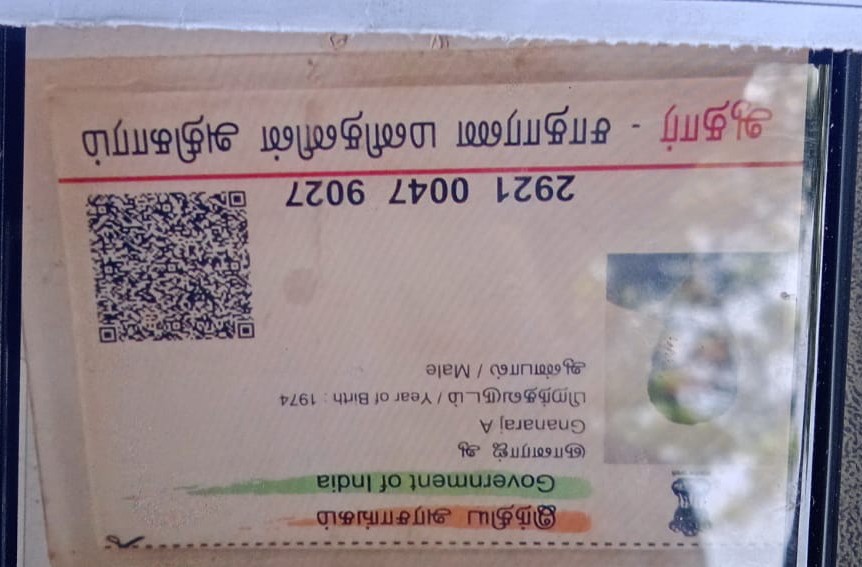 இந்திய அரசாங்கம்
Government of India
ஞானராஜ் ஆ
Gnanaraj A
பிறந்தவருடம் / Year of Birth : 1974
ஆண்பால் / Male
2921 0047 9027
ஆதார் - சாதாரண மனிதனின் அதிகாரம்